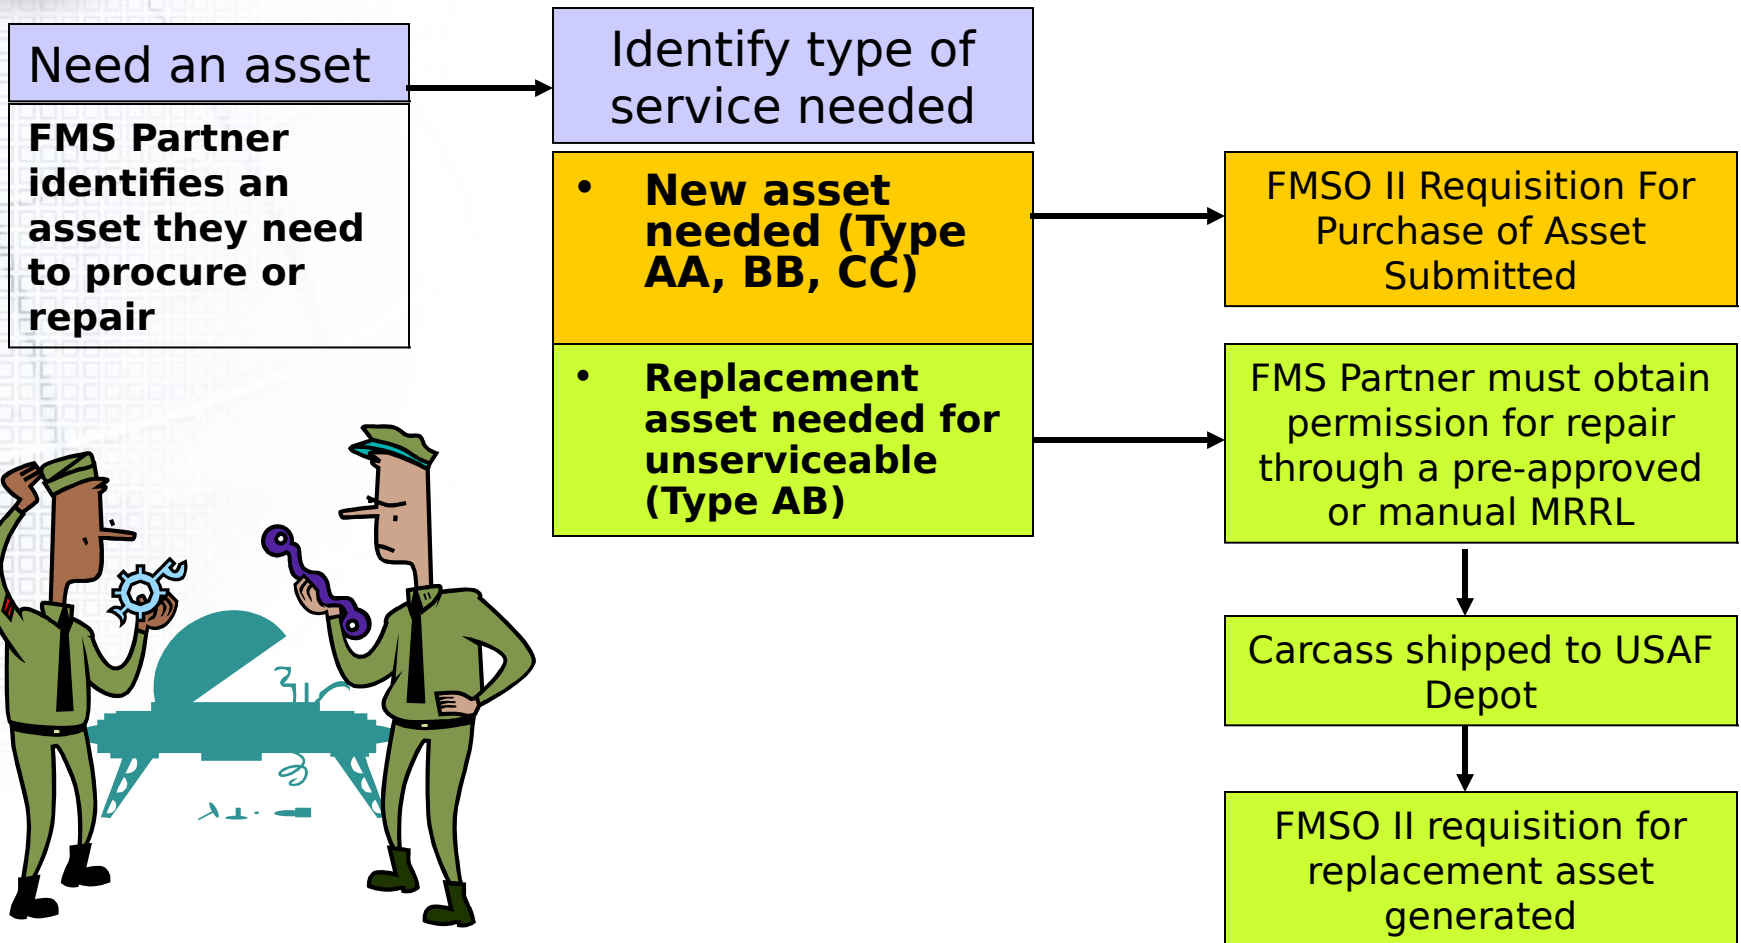 Need an asset
FMS Partner
identifies an
asset they need
to procure or
repair
Identify type of
service needed
• New asset
needed (Type
AA, BB, CC)
• Replacement
asset needed for
unserviceable
(Type AB)
FMSO II Requisition For
Purchase of Asset
Submitted
FMS Partner must obtain
permission for repair
through a pre-approved
or manual MRRL
Carcass shipped to USAF
Depot
FMSO II requisition for
replacement asset
generated